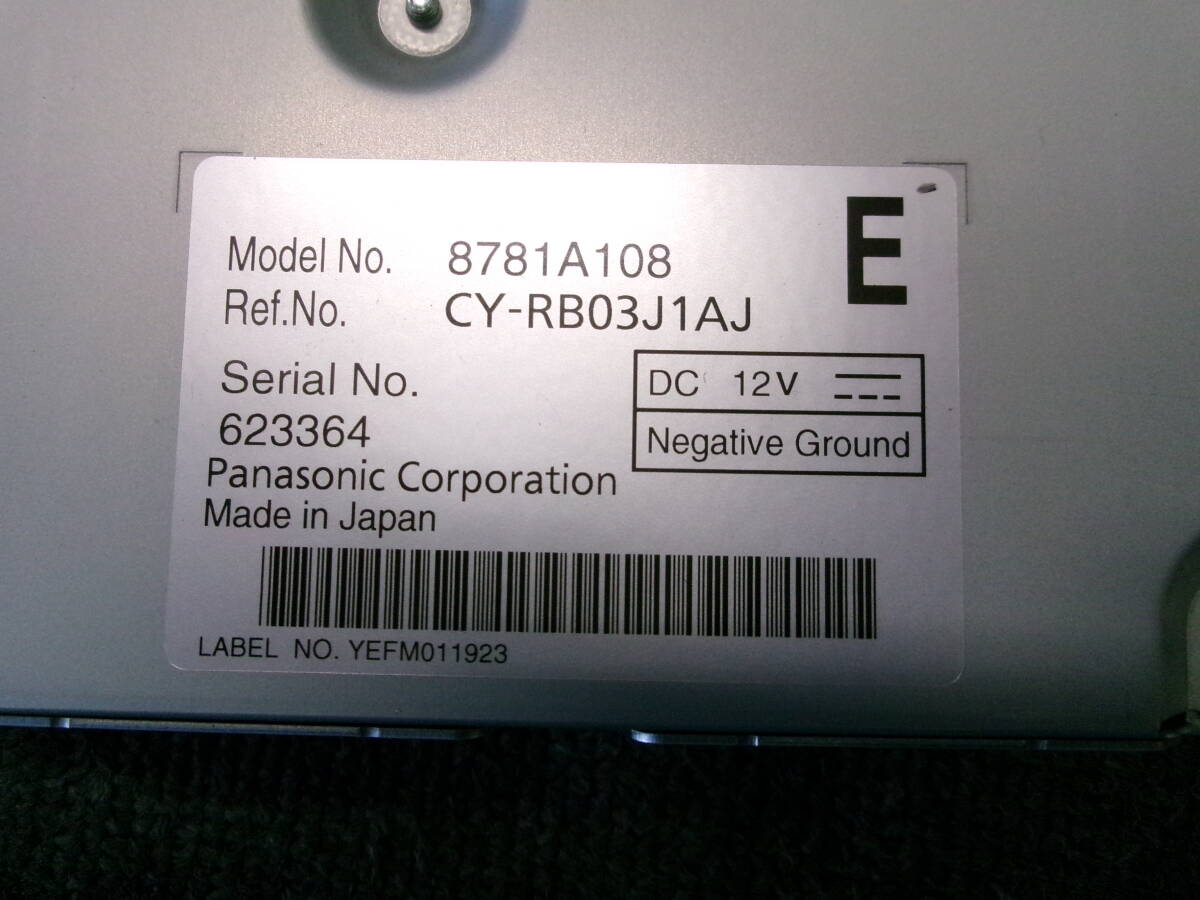 E
Model No. 8781A108
Ref.No. CY-RB03J1AJ
Serial No.
623364
DC 12V
Negative Ground
Panasonic Corporation
Made in Japan
LABEL NO. YEFM011923